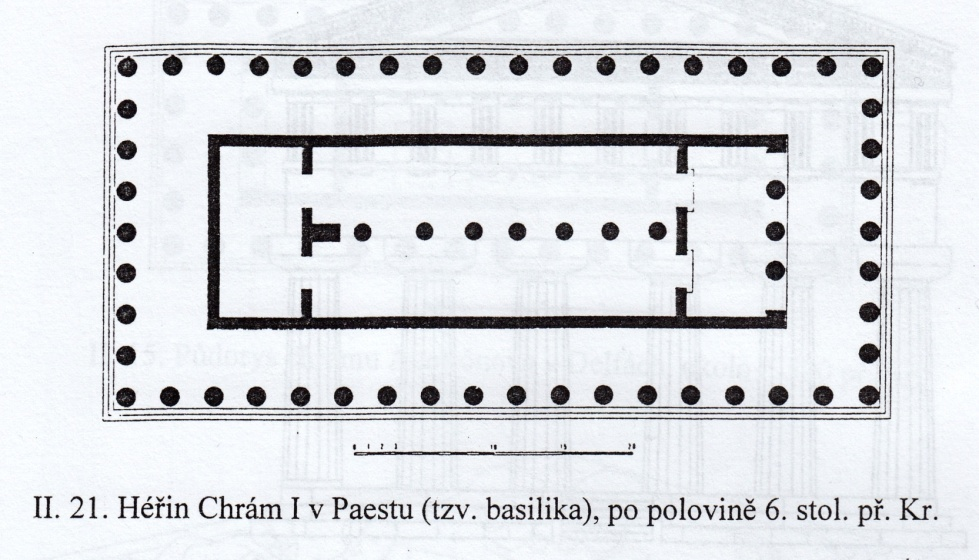 0 1 2 3 10 15 20
II. 21. Héřin Chrám I v Paestu (tzv. basilika), po polovině 6. stol. př. Kr.